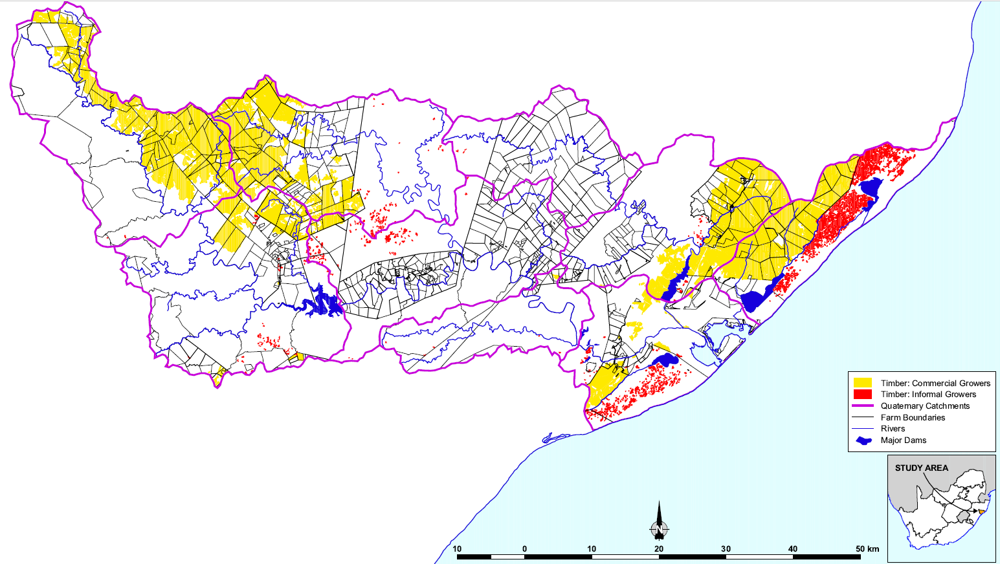 Timber: Commercial Growers
Timber: Informal Growers
Quaternary Catchments
Farm Boundaries
Rivers
Major Dams
STUDY AREA
N
10 0 10 20 30 40 50 km